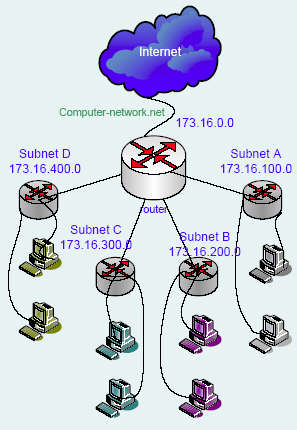 Internet
Computer-network.net
173.16.0.0
Subnet D
173.16.400.0
Subnet A
173.16.100.0
router
Subnet C
173.16.300.0
Subnet B
173.16.200.0